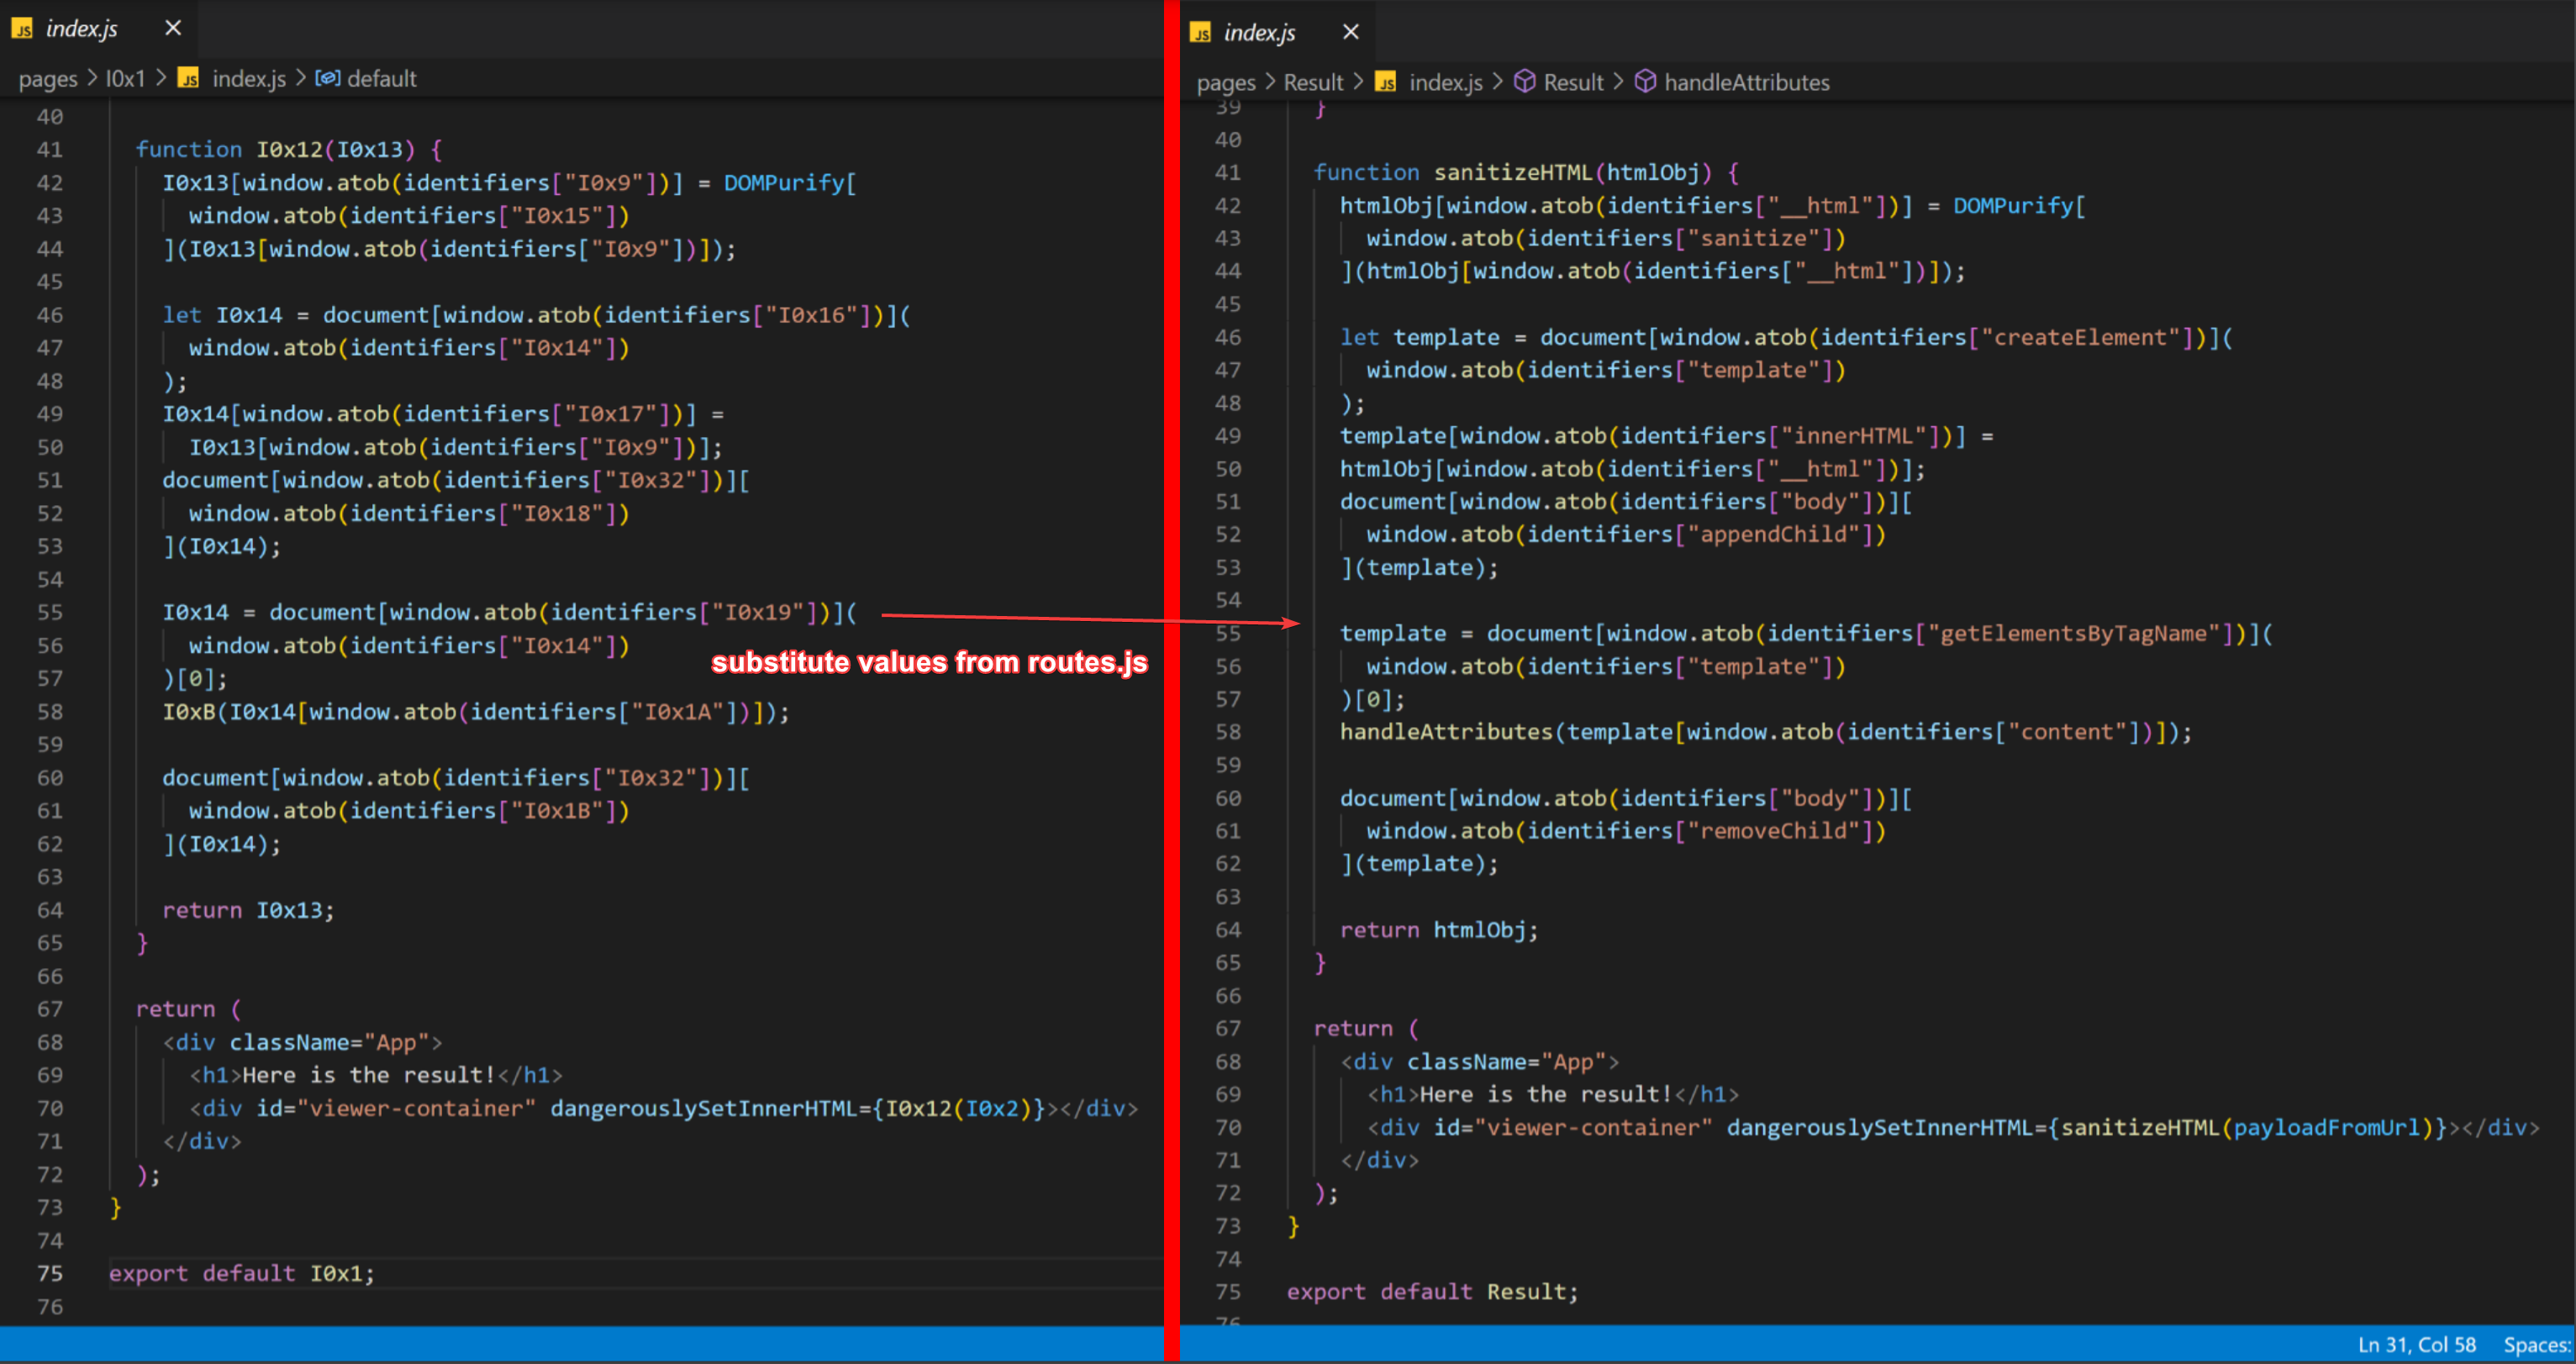 JS index.js ×
pages > I0x1 > JS index.js > default
40
41 function I0x12(I0x13) {
42 I0x13[window.atob(identifiers["I0x9"])] = DOMPurify[
43 window.atob(identifiers["I0x15"])
44 ](I0x13[window.atob(identifiers["I0x9"])]);
45
46 let I0x14 = document[window.atob(identifiers["I0x16"])](
47 window.atob(identifiers["I0x14"])
48 );
49 I0x14[window.atob(identifiers["I0x17"])] =
50 I0x13[window.atob(identifiers["I0x9"])];
51 document[window.atob(identifiers["I0x32"])][
52 window.atob(identifiers["I0x18"])
53 ](I0x14);
54
55 I0x14 = document[window.atob(identifiers["I0x19"])](
56 window.atob(identifiers["I0x14"])
57 )[0];
58 I0xB(I0x14[window.atob(identifiers["I0x1A"])]);
59
60 document[window.atob(identifiers["I0x32"])][
61 window.atob(identifiers["I0x1B"])
62 ](I0x14);
63
64 return I0x13;
65 }
66
67 return (
68 <div className="App">
69 <h1>Here is the result!</h1>
70 <div id="viewer-container" dangerouslySetInnerHTML={I0x12(I0x2)}></div>
71 </div>
72 );
73 }
74
75 export default I0x1;
76
substitute values from routes.js
JS index.js ×
pages > Result > JS index.js > Result > handleAttributes
39 }
40
41 function sanitizeHTML(htmlObj) {
42 htmlObj[window.atob(identifiers["__html"])] = DOMPurify[
43 window.atob(identifiers["sanitize"])
44 ](htmlObj[window.atob(identifiers["__html"])]);
45
46 let template = document[window.atob(identifiers["createElement"])](
47 window.atob(identifiers["template"])
48 );
49 template[window.atob(identifiers["innerHTML"])] =
50 htmlObj[window.atob(identifiers["__html"])];
51 document[window.atob(identifiers["body"])][
52 window.atob(identifiers["appendChild"])
53 ](template);
54
55 template = document[window.atob(identifiers["getElementsByTagName"])](
56 window.atob(identifiers["template"])
57 )[0];
58 handleAttributes(template[window.atob(identifiers["content"])]);
59
60 document[window.atob(identifiers["body"])][
61 window.atob(identifiers["removeChild"])
62 ](template);
63
64 return htmlObj;
65 }
66
67 return (
68 <div className="App">
69 <h1>Here is the result!</h1>
70 <div id="viewer-container" dangerouslySetInnerHTML={sanitizeHTML(payloadFromUrl)}></div>
71 </div>
72 );
73 }
74
75 export default Result;
76
Ln 31, Col 58 Spaces: